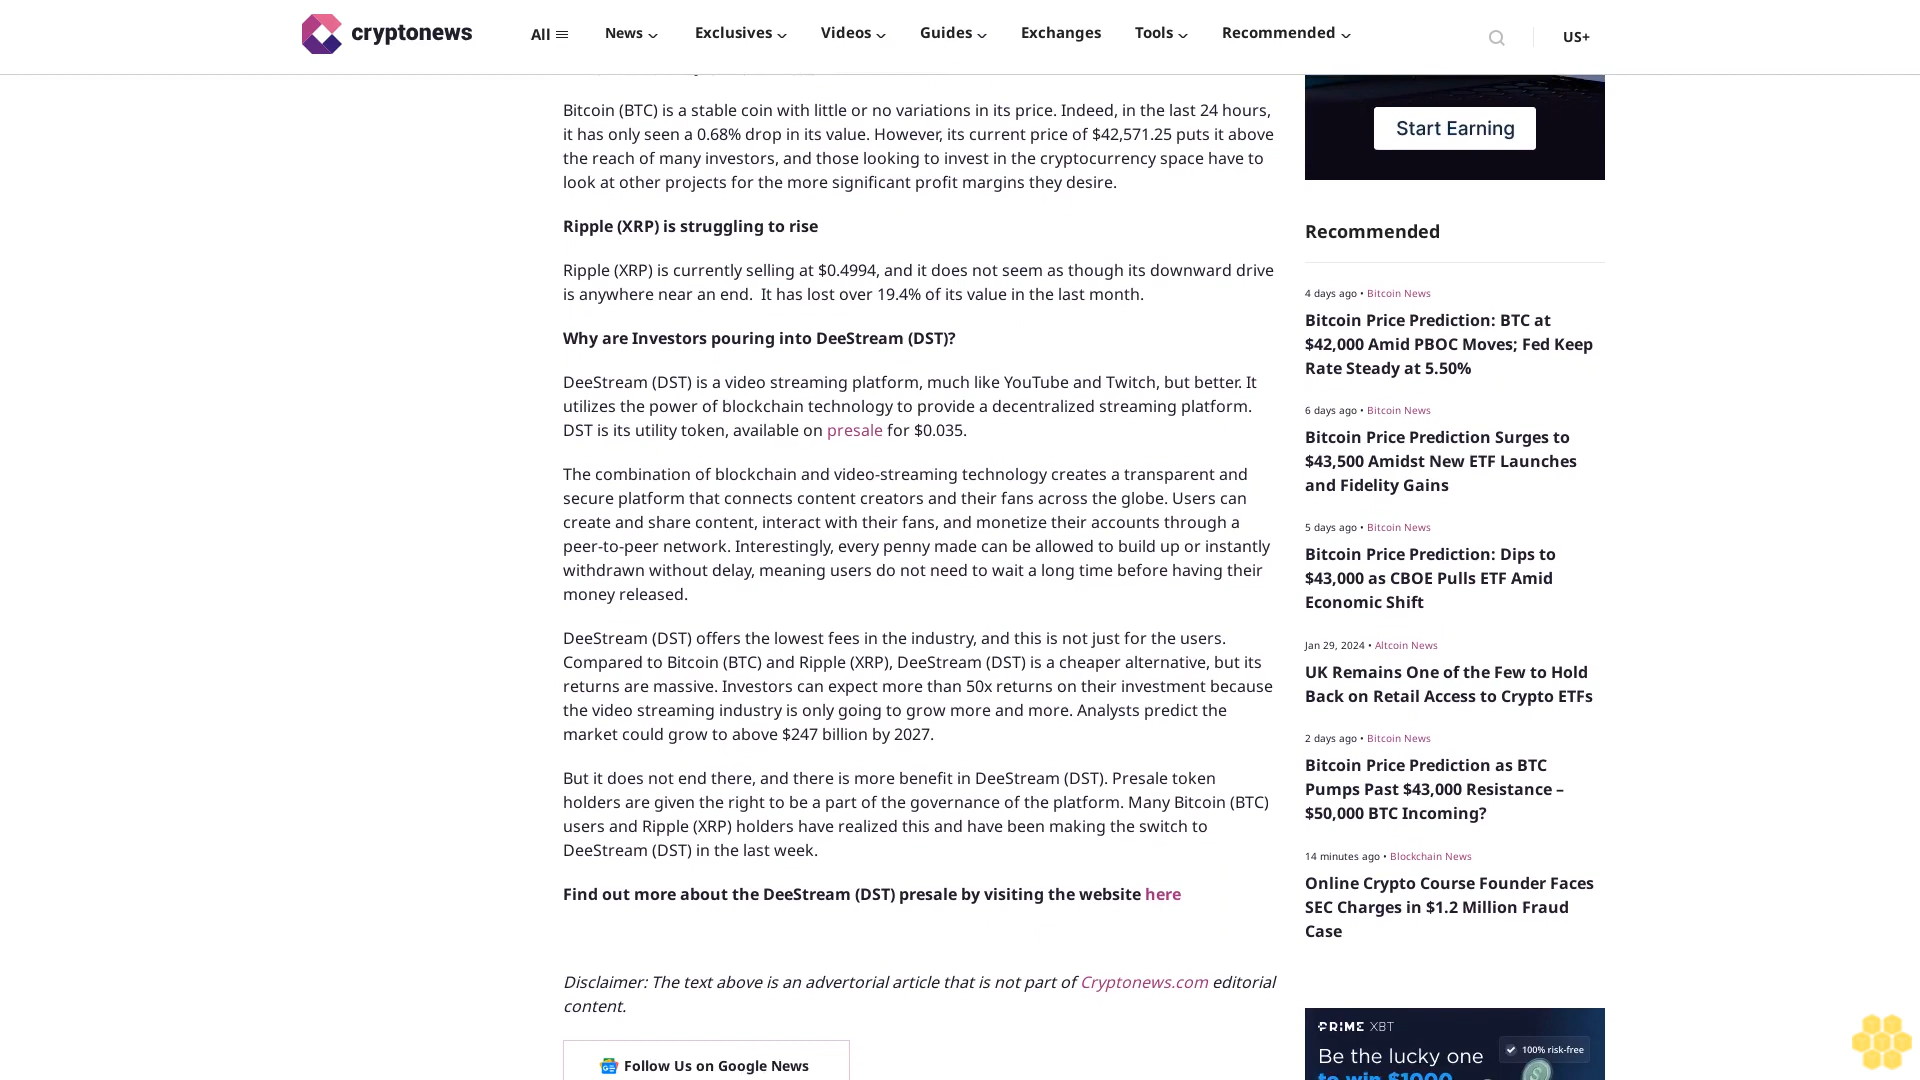 cryptonews
All
News
Exclusives
Videos
Guides
Exchanges
Tools
Recommended
US+
Bitcoin (BTC) is a stable coin with little or no variations in its price. Indeed, in the last 24 hours,
it has only seen a 0.68% drop in its value. However, its current price of $42,571.25 puts it above
the reach of many investors, and those looking to invest in the cryptocurrency space have to
look at other projects for the more significant profit margins they desire.
Ripple (XRP) is struggling to rise
Ripple (XRP) is currently selling at $0.4994, and it does not seem as though its downward drive
is anywhere near an end.  It has lost over 19.4% of its value in the last month.
Why are Investors pouring into DeeStream (DST)?
DeeStream (DST) is a video streaming platform, much like YouTube and Twitch, but better. It
utilizes the power of blockchain technology to provide a decentralized streaming platform.
DST is its utility token, available on presale for $0.035.
The combination of blockchain and video-streaming technology creates a transparent and
secure platform that connects content creators and their fans across the globe. Users can
create and share content, interact with their fans, and monetize their accounts through a
peer-to-peer network. Interestingly, every penny made can be allowed to build up or instantly
withdrawn without delay, meaning users do not need to wait a long time before having their
money released.
DeeStream (DST) offers the lowest fees in the industry, and this is not just for the users.
Compared to Bitcoin (BTC) and Ripple (XRP), DeeStream (DST) is a cheaper alternative, but its
returns are massive. Investors can expect more than 50x returns on their investment because
the video streaming industry is only going to grow more and more. Analysts predict the
market could grow to above $247 billion by 2027.
But it does not end there, and there is more benefit in DeeStream (DST). Presale token
holders are given the right to be a part of the governance of the platform. Many Bitcoin (BTC)
users and Ripple (XRP) holders have realized this and have been making the switch to
DeeStream (DST) in the last week.
Find out more about the DeeStream (DST) presale by visiting the website here
Disclaimer: The text above is an advertorial article that is not part of Cryptonews.com editorial
content.
Follow Us on Google News
Start Earning
Recommended
4 days ago • Bitcoin News
Bitcoin Price Prediction: BTC at
$42,000 Amid PBOC Moves; Fed Keep
Rate Steady at 5.50%
6 days ago • Bitcoin News
Bitcoin Price Prediction Surges to
$43,500 Amidst New ETF Launches
and Fidelity Gains
5 days ago • Bitcoin News
Bitcoin Price Prediction: Dips to
$43,000 as CBOE Pulls ETF Amid
Economic Shift
Jan 29, 2024 • Altcoin News
UK Remains One of the Few to Hold
Back on Retail Access to Crypto ETFs
2 days ago • Bitcoin News
Bitcoin Price Prediction as BTC
Pumps Past $43,000 Resistance –
$50,000 BTC Incoming?
14 minutes ago • Blockchain News
Online Crypto Course Founder Faces
SEC Charges in $1.2 Million Fraud
Case
PRIME XBT
100% risk-free
Be the lucky one
to win $1000